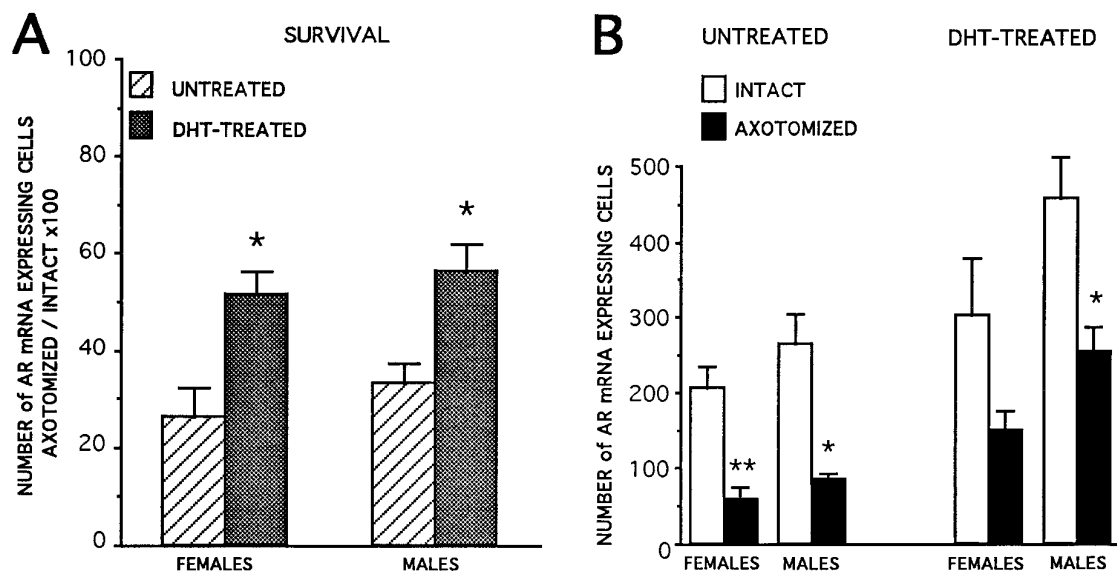 A
SURVIVAL
NUMBER of AR mRNA EXPRESSING CELLS
AXOTOMIZED / INTACT x100
100
80
60
40
20
0
UNTREATED
DHT-TREATED
*
*
FEMALES
MALES
B
UNTREATED
DHT-TREATED
INTACT
AXOTOMIZED
NUMBER of AR mRNA EXPRESSING CELLS
500
400
300
200
100
0
**
*
*
FEMALES
MALES
FEMALES
MALES